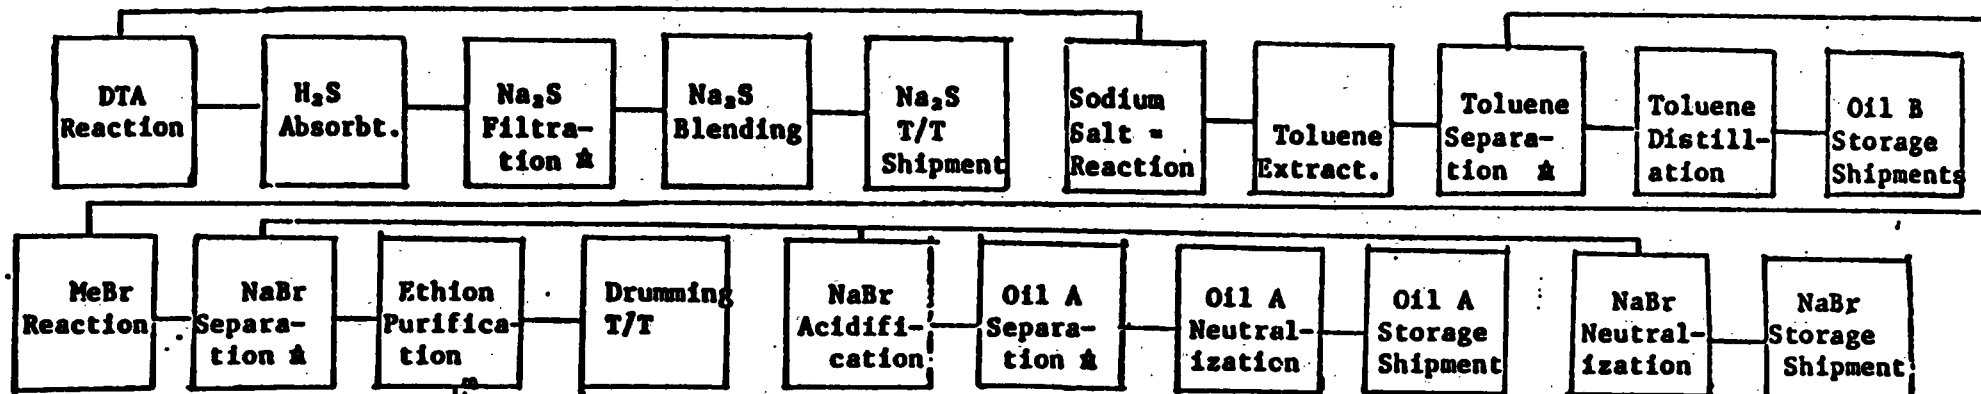 DTA
Reaction
H₂S
Absorbt.
Na₂S
Filtra-
tion ☆
Na₂S
Blending
Na₂S
T/T
Shipment
Sodium
Salt =
Reaction
Toluene
Extract.
Toluene
Separa-
tion ☆
Toluene
Distill-
ation
Oil B
Storage
Shipments
MeBr
Reaction
NaBr
Separa-
tion ☆
Ethion
Purifica-
tion
Drumming
T/T
NaBr
Acidifi-
cation
Oil A
Separa-
tion ☆
Oil A
Neutral-
ization
Oil A
Storage
Shipment
NaBr
Neutral-
ization
NaBr
Storage
Shipment